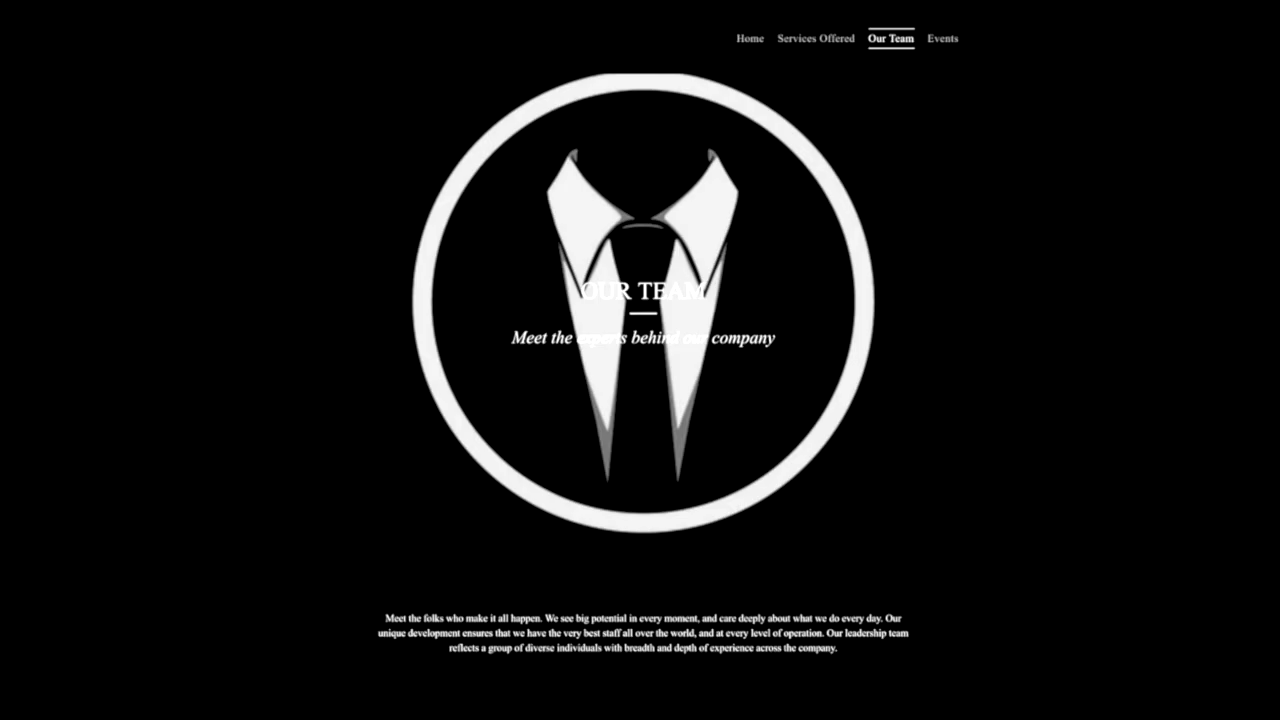 Home Services Offered Our Team Events
OUR TEAM
Meet the experts behind our company
Meet the folks who make it all happen. We see big potential in every moment, and care deeply about what we do every day. Our
unique development ensures that we have the very best staff all over the world, and at every level of operation. Our leadership team
reflects a group of diverse individuals with breadth and depth of experience across the company.